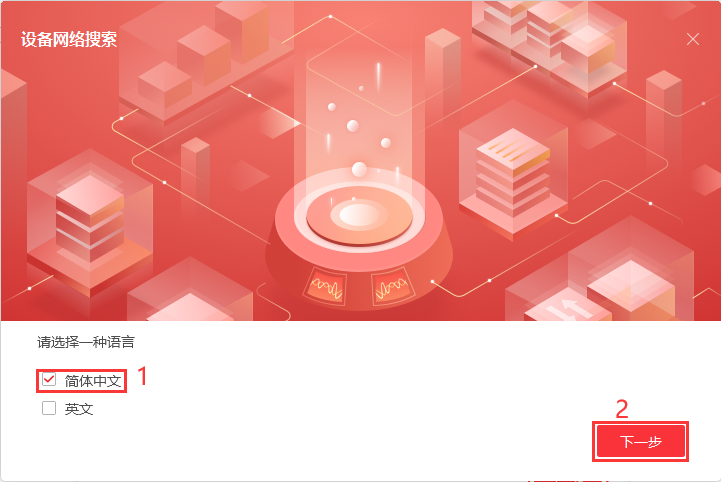 设备网络搜索
请选择一种语言
简体中文 1
英文
2
下一步